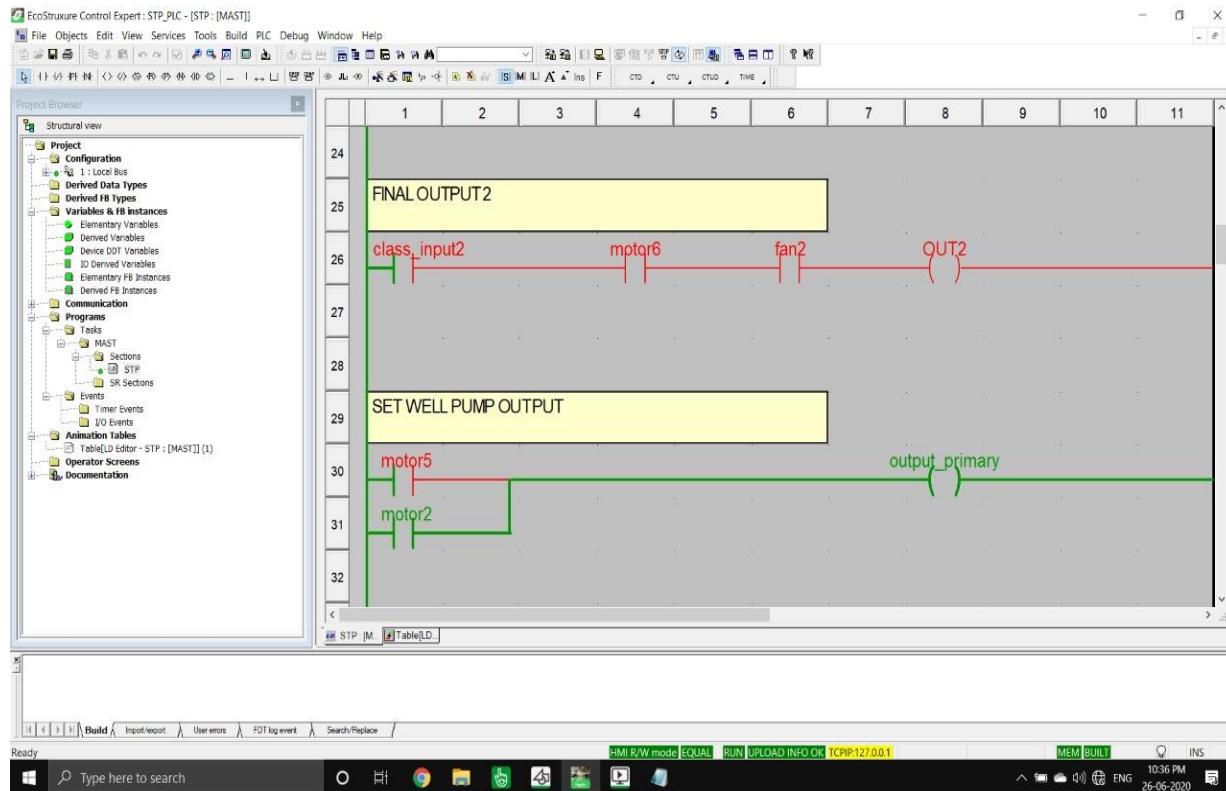 EcoStruxure Control Expert : STP_PLC - [STP : [MAST]]
File Objects Edit View Services Tools Build PLC Debug Window Help
IS M IL Ins F CTD CTU CTUD TIME
Project Browser
Structural view
Project
Configuration
1 : Local Bus
Derived Data Types
Derived FB Types
Variables & FB instances
Elementary Variables
Derived Variables
Device DDT Variables
IO Derived Variables
Elementary FB Instances
Derived FB Instances
Communication
Programs
Tasks
MAST
Sections
STP
SR Sections
Events
Timer Events
I/O Events
Animation Tables
Table[LD Editor - STP : [MAST]] (1)
Operator Screens
Documentation
1 2 3 4 5 6 7 8 9 10 11
24
25 FINAL OUTPUT 2
26 class_input2 motor6 fan2 OUT2
27
28
29 SET WELL PUMP OUTPUT
30 motor5 output_primary
31 motor2
32
STP : [M... Table[LD...
Build Import/export User errors FDT log event Search/Replace
Ready HMI R/W mode EQUAL RUN UPLOAD INFO OK TCPIP:127.0.0.1 MEM BUILT INS
Type here to search ENG 10:36 PM
26-06-2020